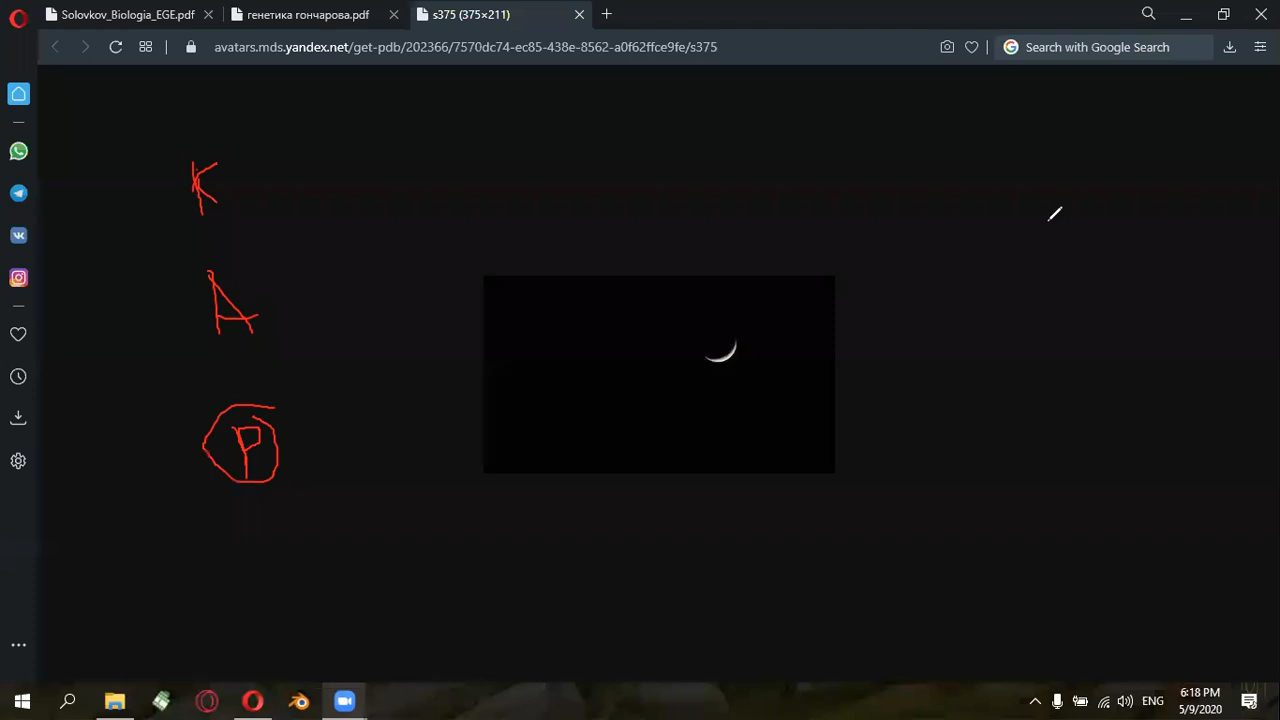 Solovkov_Biologia_EGE.pdf
генетика гончарова.pdf
s375 (375×211)
avatars.mds.yandex.net/get-pdb/202366/7570dc74-ec85-438e-8562-a0f62ffce9fe/s375
Search with Google Search
К
А
Р
ENG
6:18 PM
5/9/2020